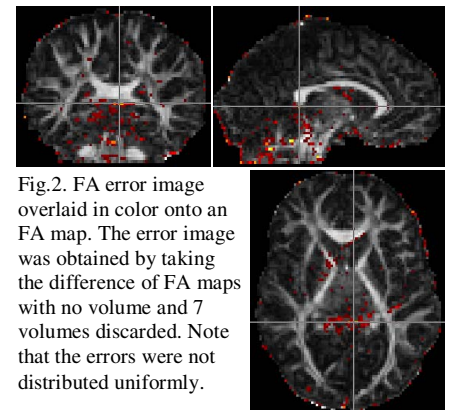 Fig.2. FA error image
overlaid in color onto an
FA map. The error image
was obtained by taking
the difference of FA maps
with no volume and 7
volumes discarded. Note
that the errors were not
distributed uniformly.